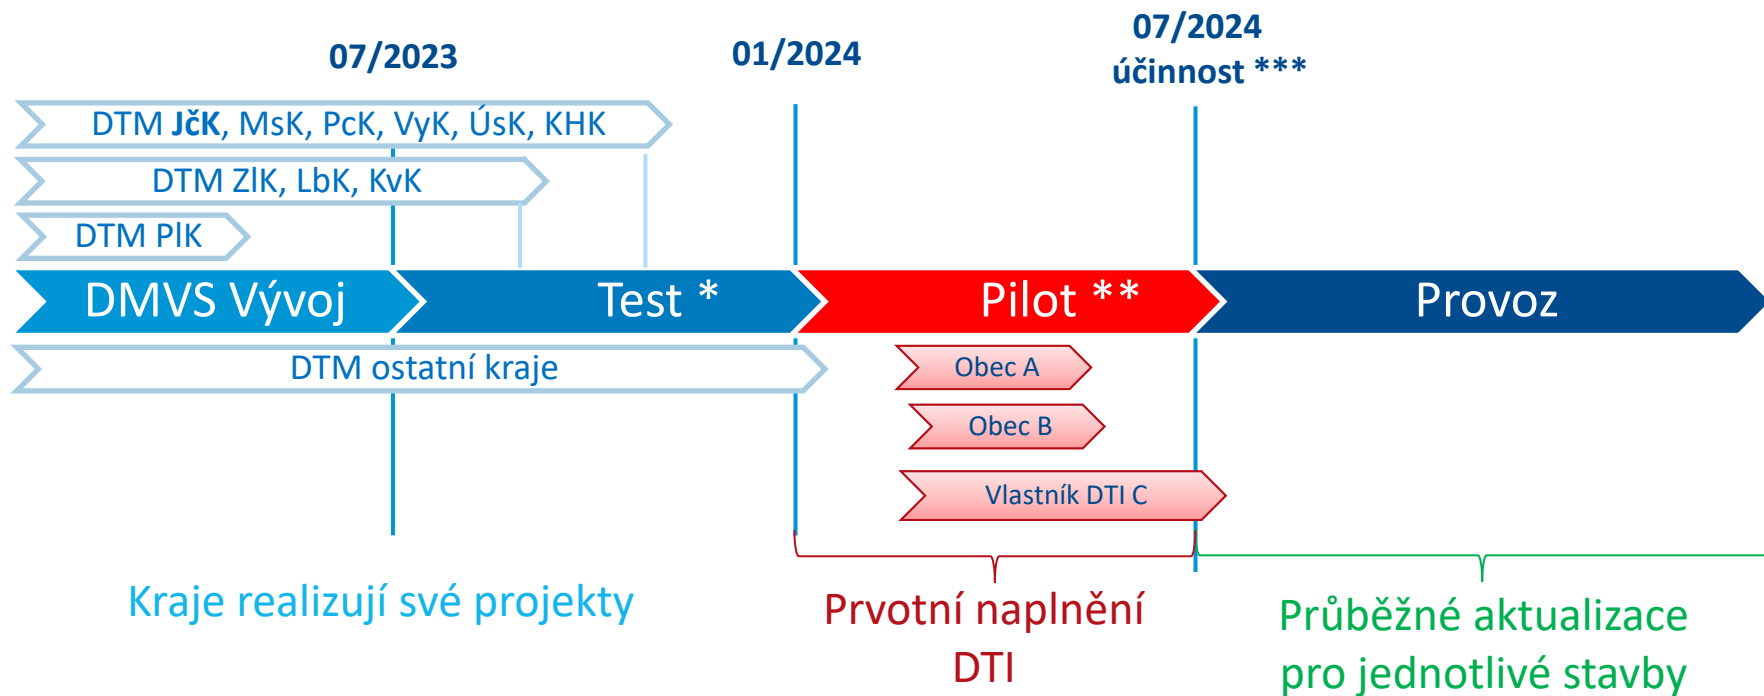 07/2023
01/2024
07/2024
účinnost ***
DTM JčK, MsK, PcK, VyK, ÚsK, KHK
DTM ZlK, LbK, KvK
DTM PlK
DMVS Vývoj
Test *
Pilot **
Provoz
DTM ostatní kraje
Obec A
Obec B
Vlastník DTI C
Kraje realizují své projekty
Prvotní naplnění
DTI
Průběžné aktualizace
pro jednotlivé stavby